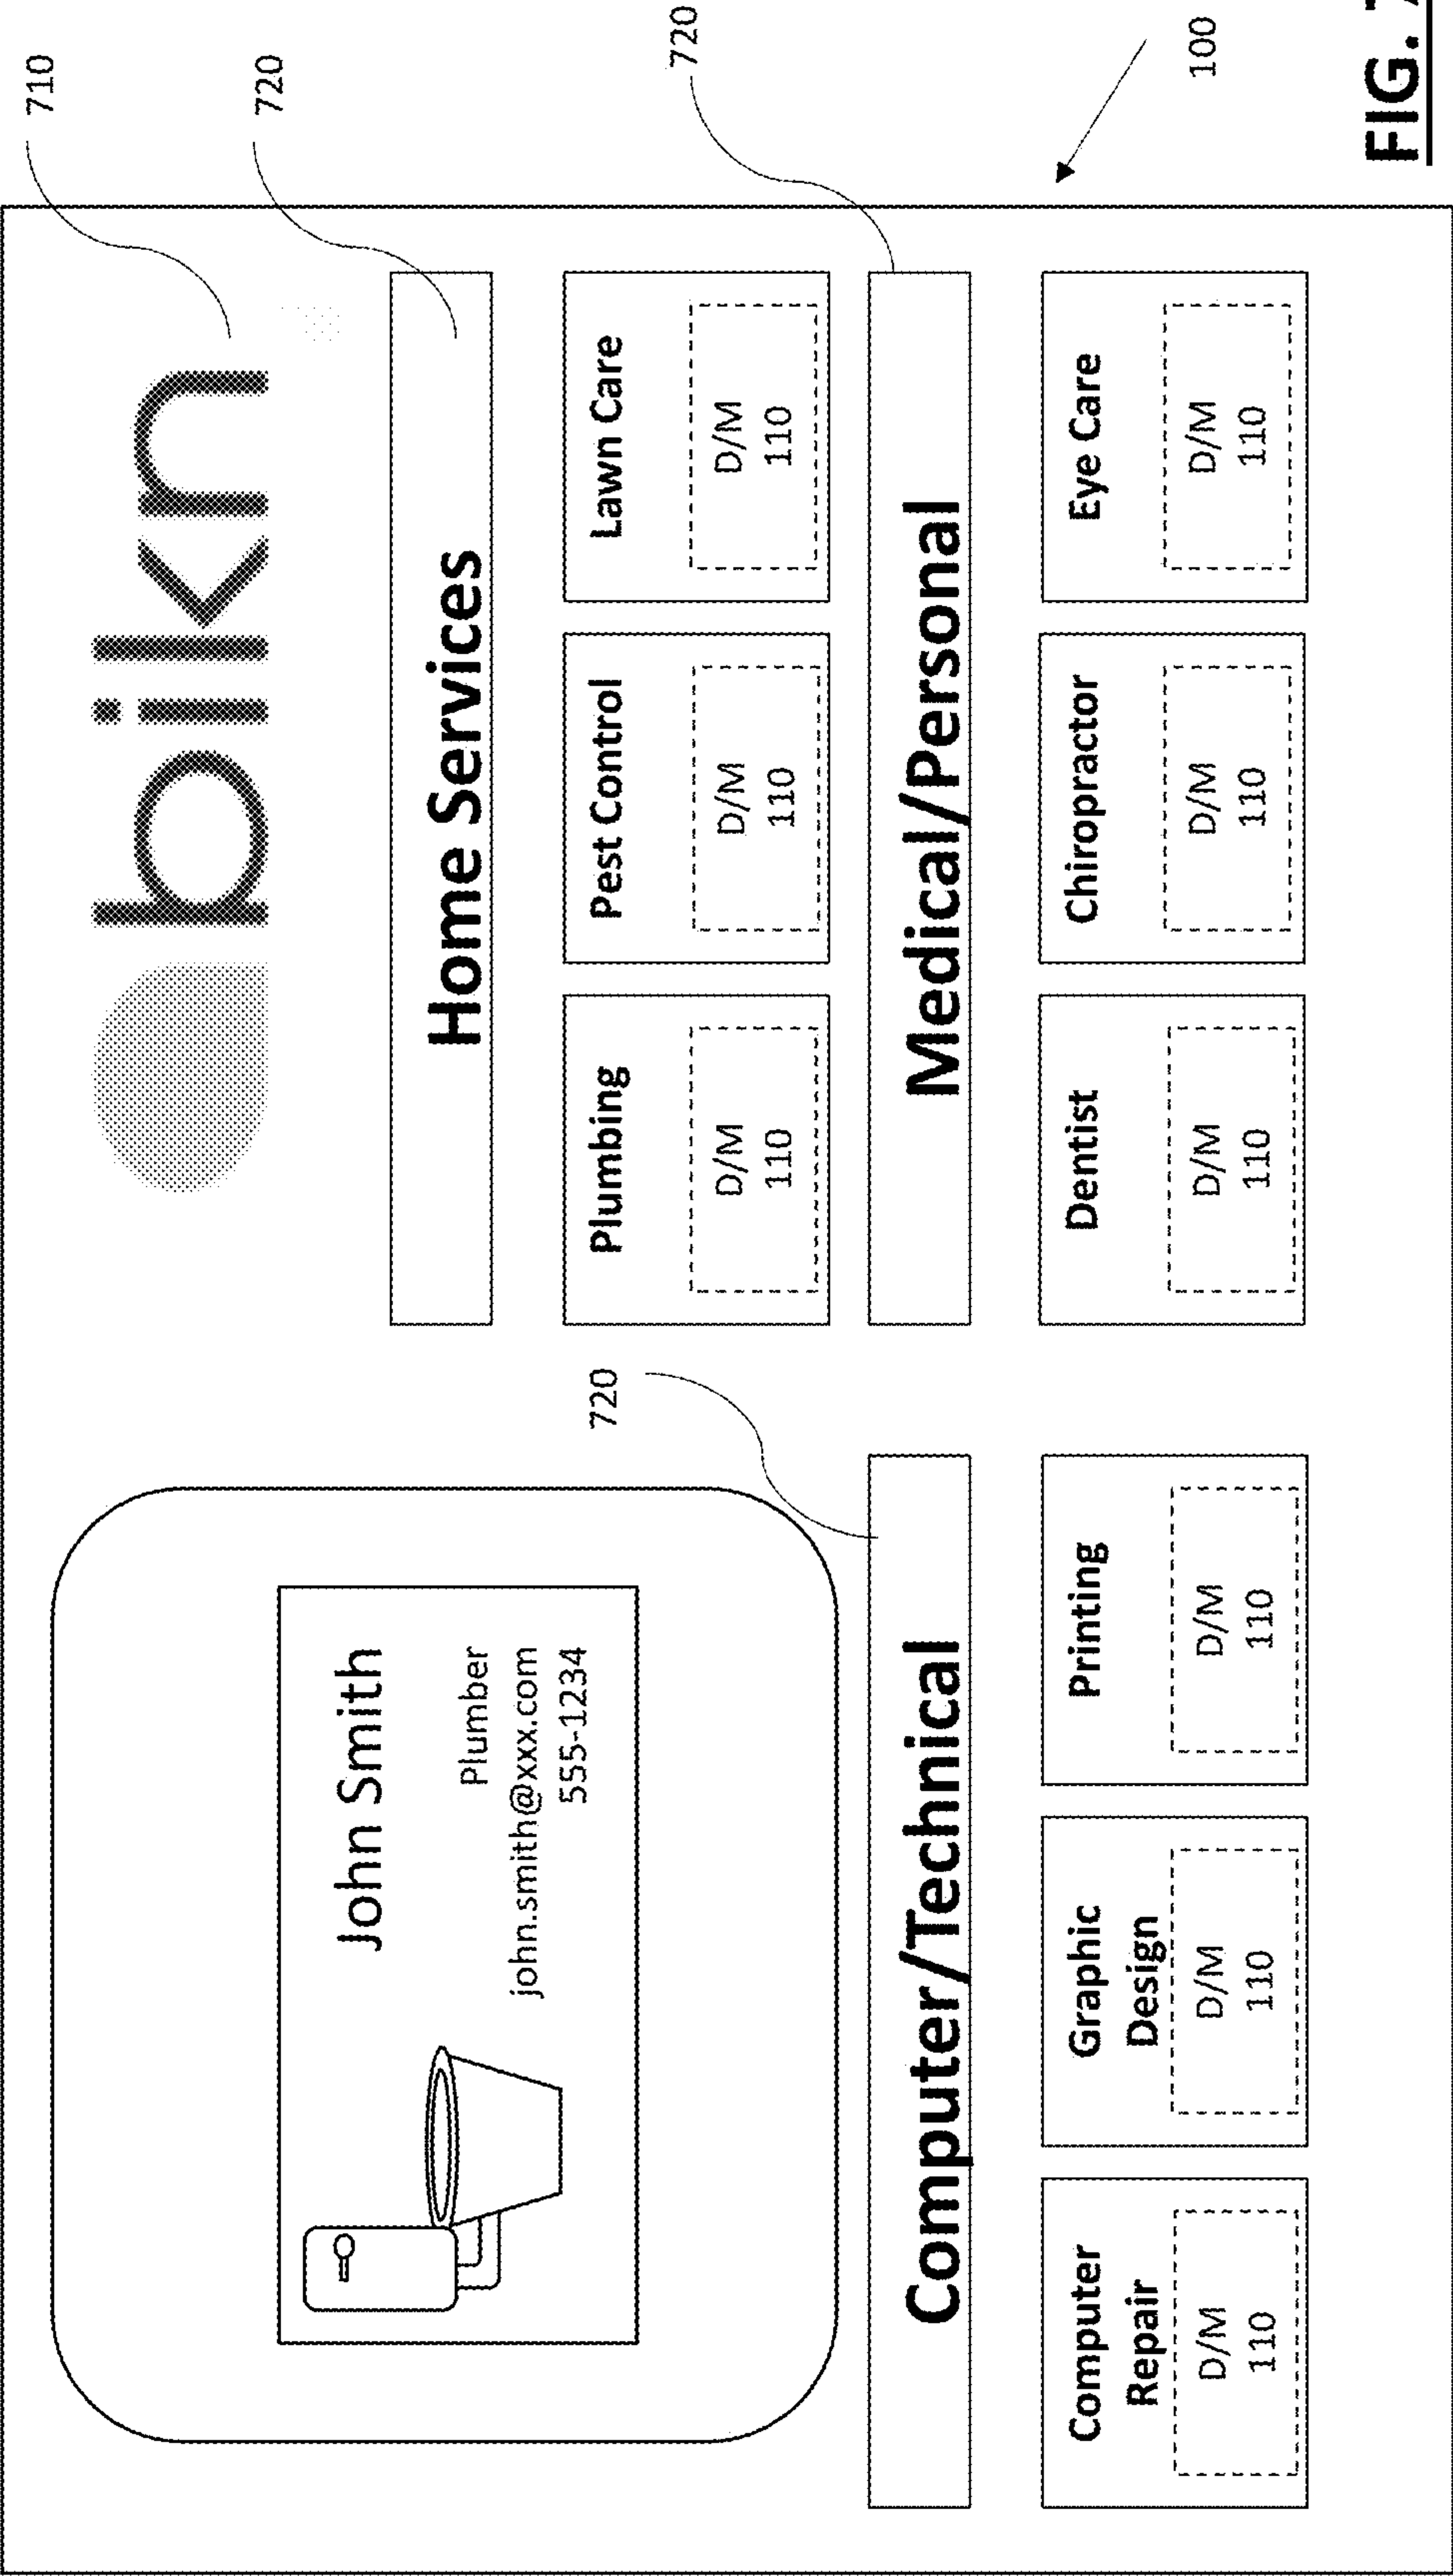 John Smith
Plumber
john.smith@xxx.com
555-1234
bikn
710
Home Services
720
Plumbing
D/M
110
Pest Control
D/M
110
Lawn Care
D/M
110
720
Computer/Technical
720
Medical/Personal
Computer
Repair
D/M
110
Graphic
Design
D/M
110
Printing
D/M
110
Dentist
D/M
110
Chiropractor
D/M
110
Eye Care
D/M
110
100
FIG.